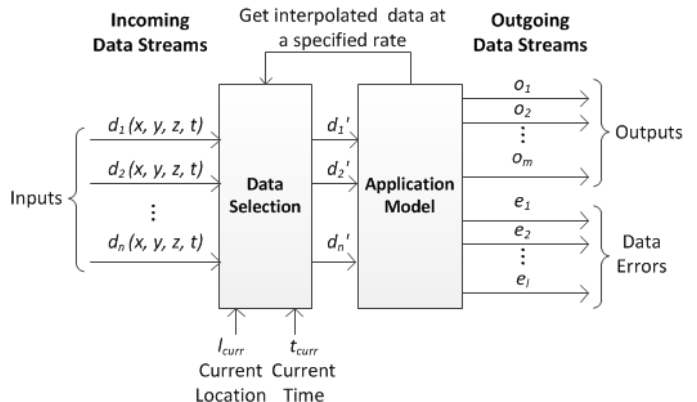 Incoming
Data Streams
Get interpolated data at
a specified rate
Outgoing
Data Streams
Inputs
d1(x, y, z, t)
d2(x, y, z, t)
⋮
dn(x, y, z, t)
Data
Selection
d1'
d2'
dn'
Application
Model
o1
o2
⋮
om
Outputs
e1
e2
⋮
el
Data
Errors
lcurr
Current
Location
tcurr
Current
Time